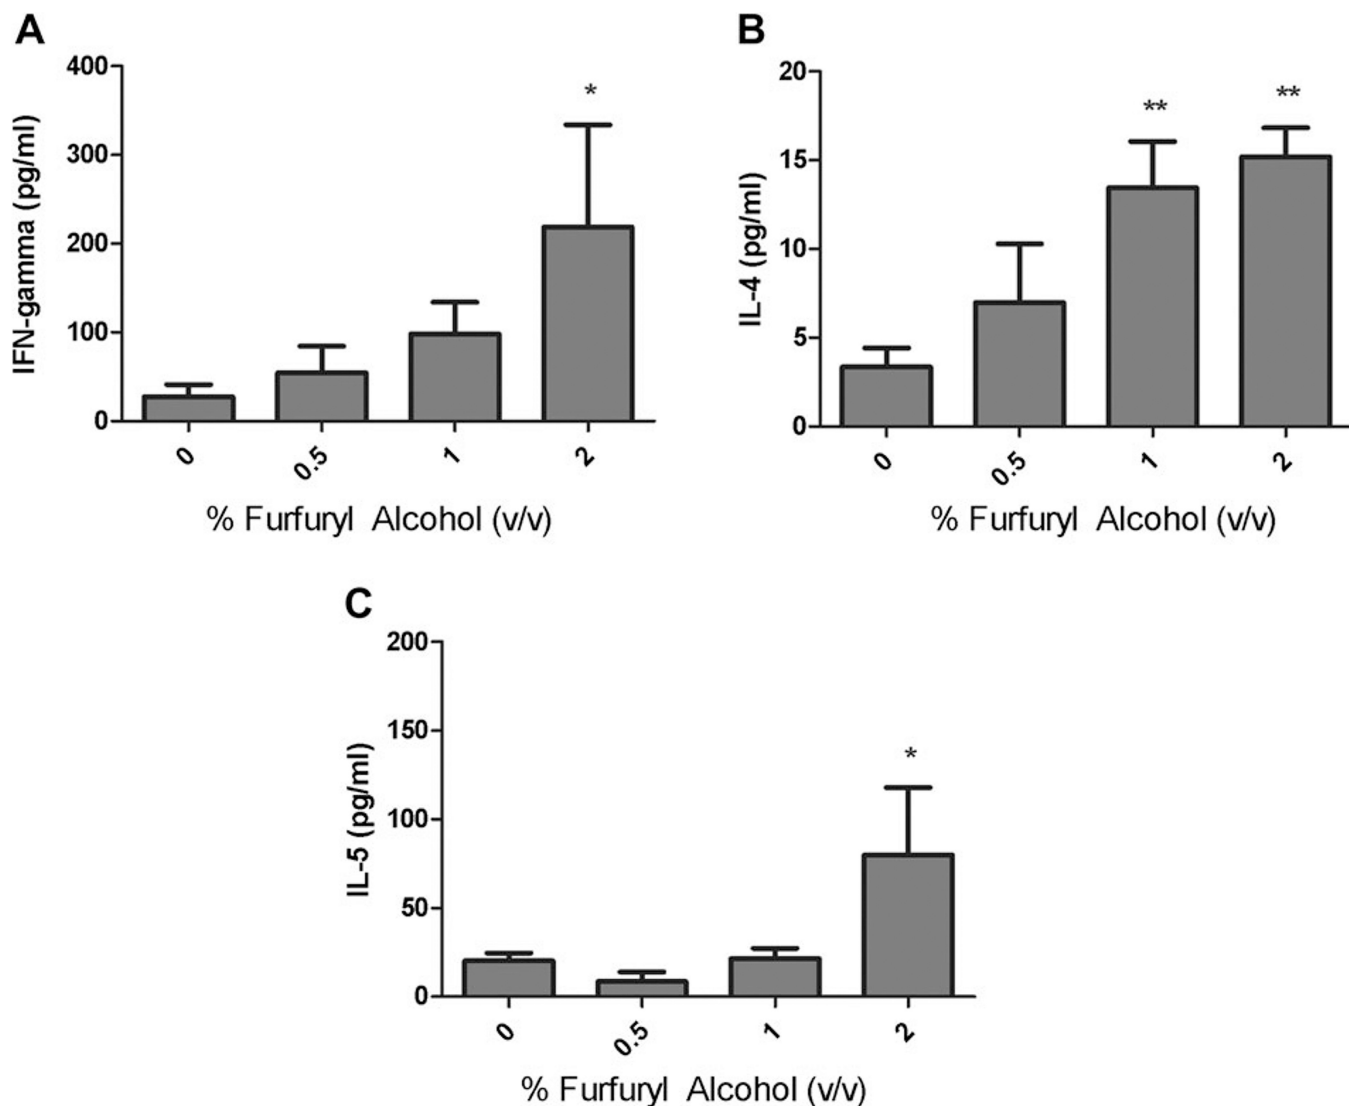 A
IFN-gamma (pg/ml)
400
300
200
100
0
*
0 0.5 1 2
% Furfuryl Alcohol (v/v)
B
IL-4 (pg/ml)
20
15
10
5
0
** **
0 0.5 1 2
% Furfuryl Alcohol (v/v)
C
IL-5 (pg/ml)
200
150
100
50
0
*
0 0.5 1 2
% Furfuryl Alcohol (v/v)